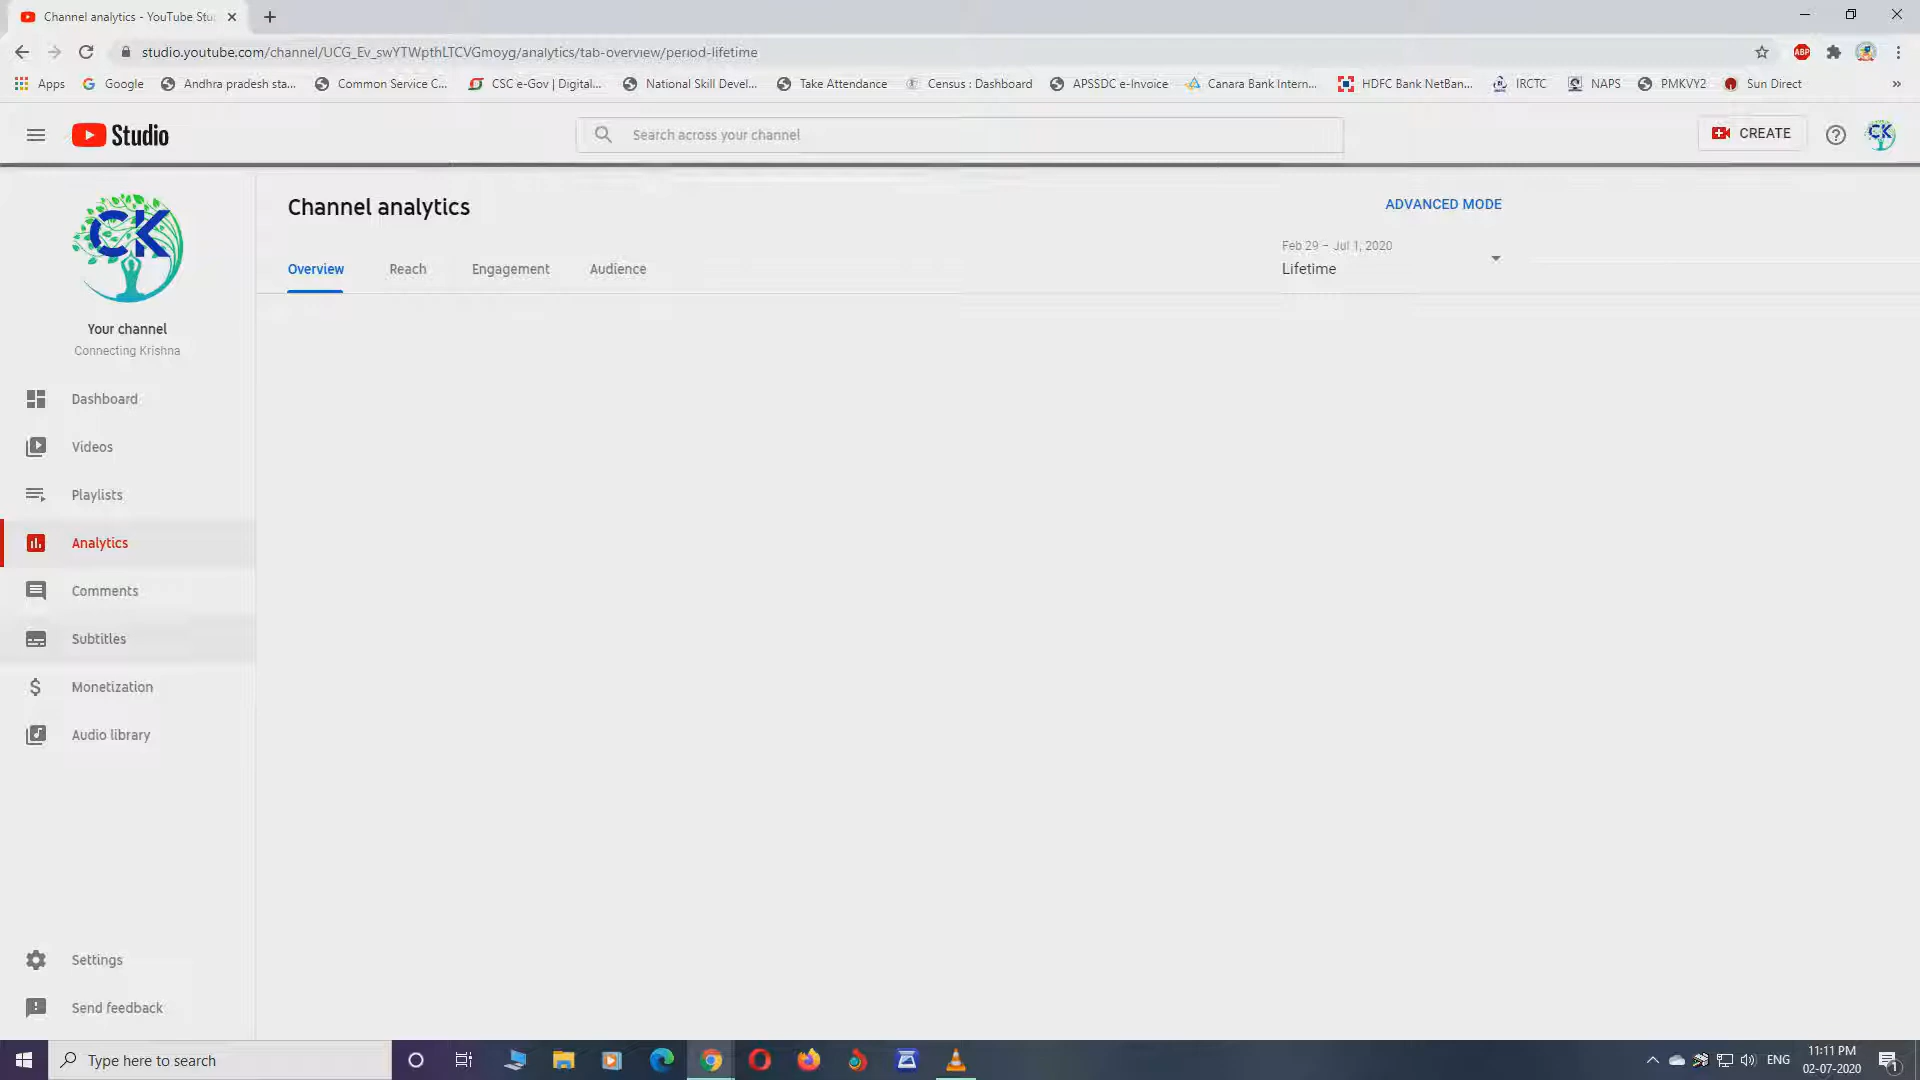 Channel analytics - YouTube Stu
studio.youtube.com/channel/UCG_Ev_swYTWpthLTCVGmoyg/analytics/tab-overview/period-lifetime
ABP
Apps
Google
Andhra pradesh sta...
Common Service C...
CSC e-Gov | Digital...
National Skill Devel...
Take Attendance
Census : Dashboard
APSSDC e-Invoice
Canara Bank Intern...
HDFC Bank NetBan...
IRCTC
NAPS
PMKVY2
Sun Direct
»
Studio
Search across your channel
CREATE
CK
CK
Your channel
Connecting Krishna
Dashboard
Videos
Playlists
Analytics
Comments
Subtitles
Monetization
Audio library
Settings
Send feedback
Channel analytics
ADVANCED MODE
Overview
Reach
Engagement
Audience
Feb 29 – Jul 1, 2020
Lifetime
Type here to search
ENG
11:11 PM
02-07-2020
1